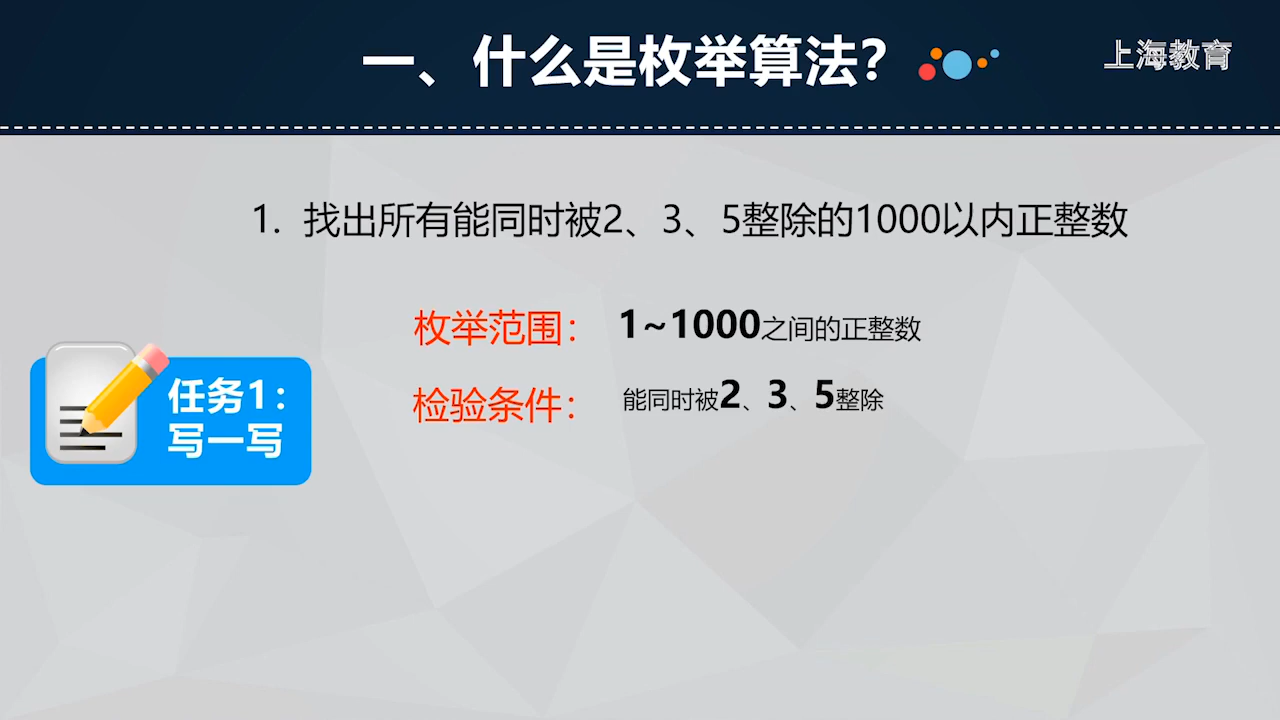 一、什么是枚举算法？
上海教育
1. 找出所有能同时被2、3、5整除的1000以内正整数
枚举范围：1~1000之间的正整数
检验条件：能同时被2、3、5整除
任务1：
写一写